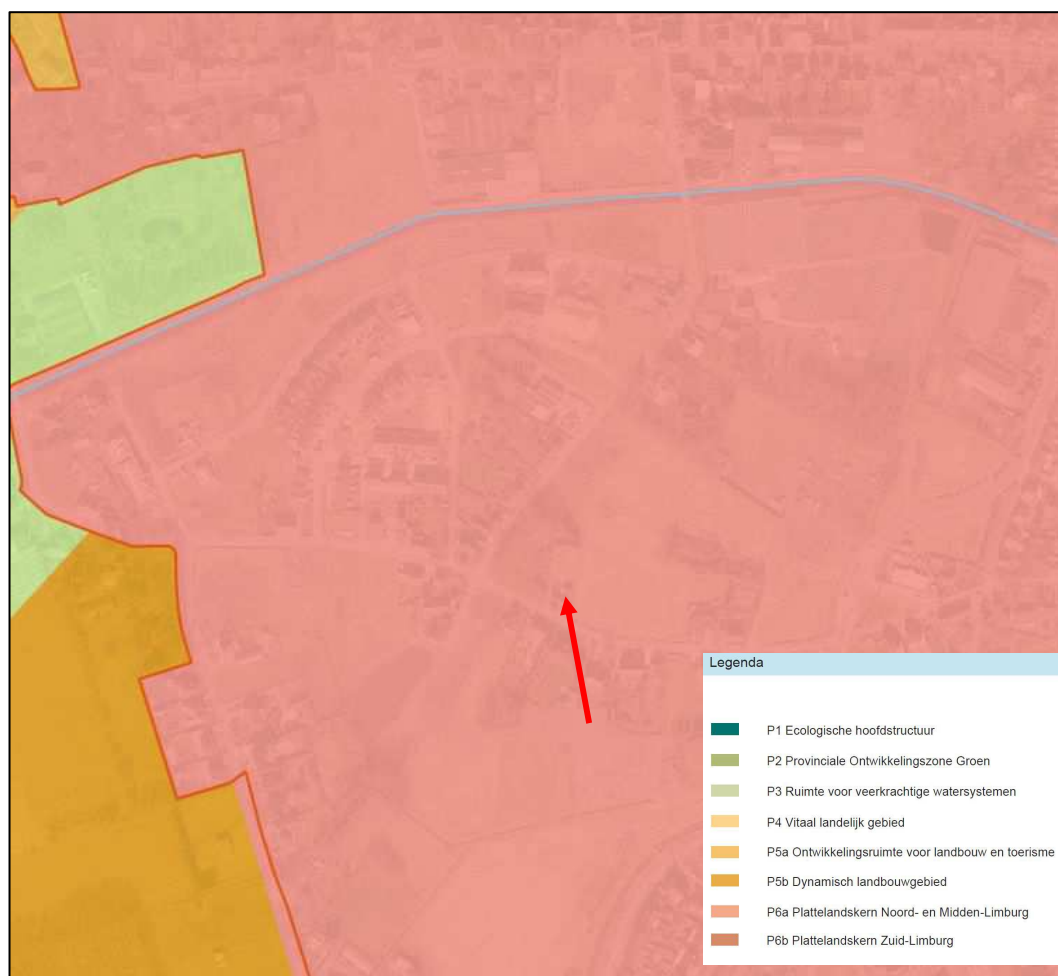 Legenda
P1 Ecologische hoofdstructuur
P2 Provinciale Ontwikkelingszone Groen
P3 Ruimte voor veerkrachtige watersystemen
P4 Vitaal landelijk gebied
P5a Ontwikkelingsruimte voor landbouw en toerisme
P5b Dynamisch landbouwgebied
P6a Plattelandskern Noord- en Midden-Limburg
P6b Plattelandskern Zuid-Limburg